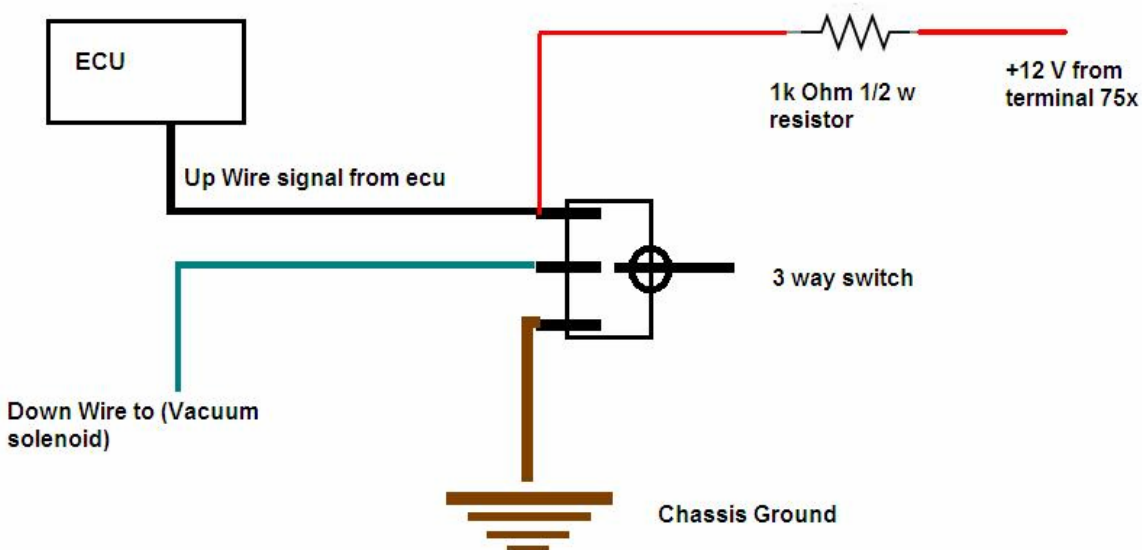 ECU
1k Ohm 1/2 w
resistor
+12 V from
terminal 75x
Up Wire signal from ecu
3 way switch
Down Wire to (Vacuum
solenoid)
Chassis Ground